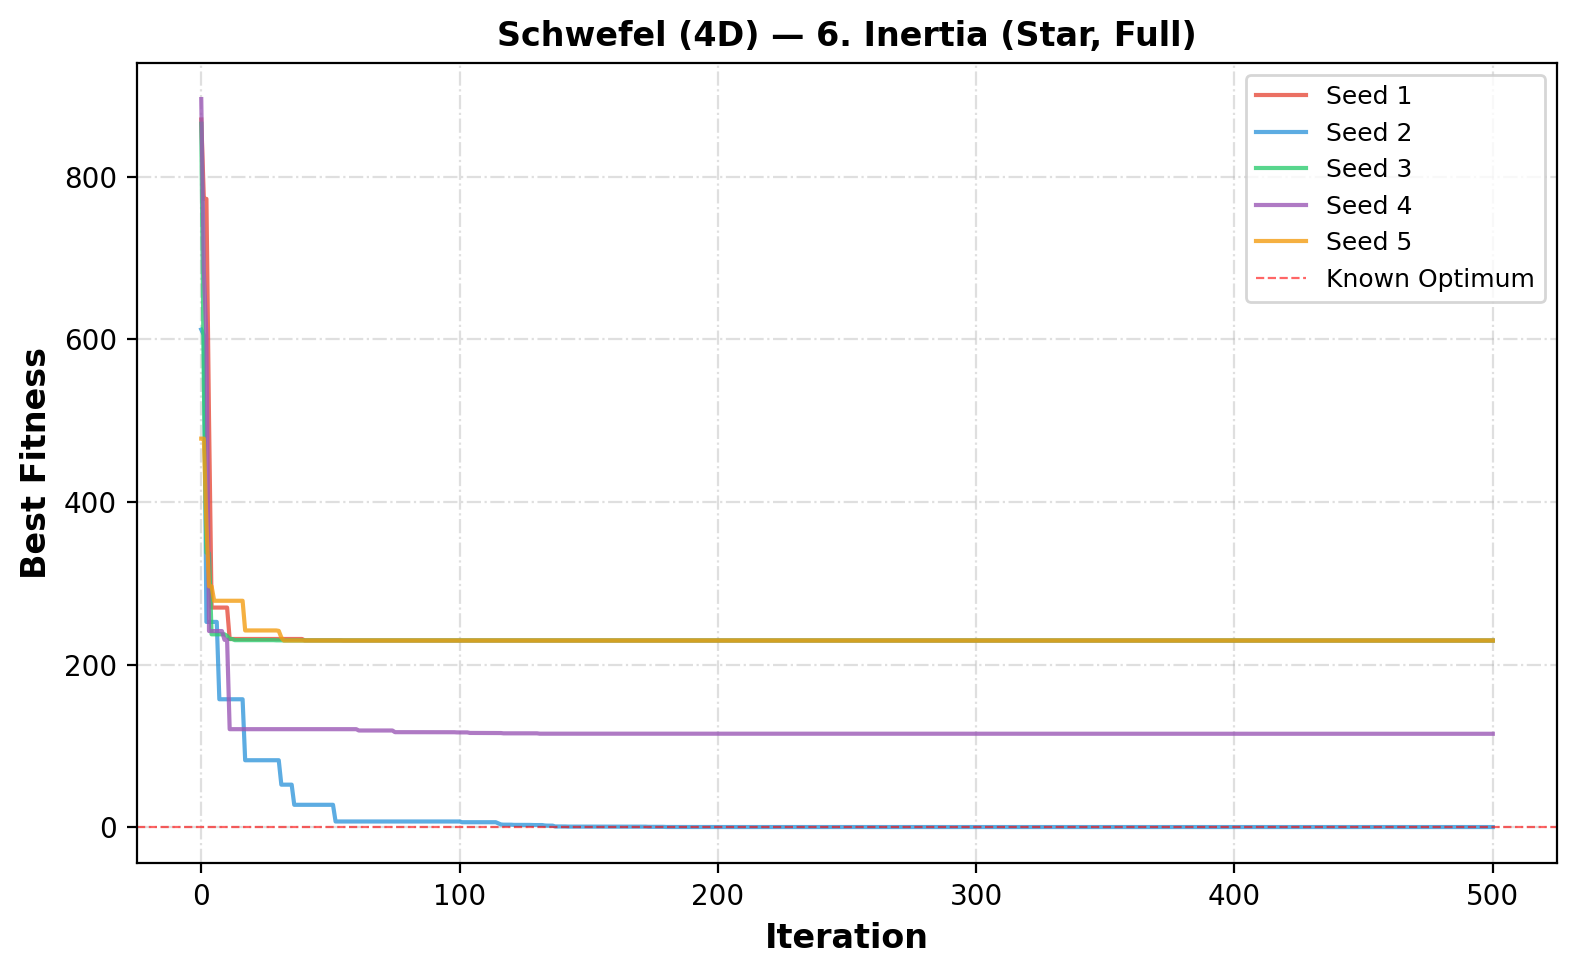 Schwefel (4D) — 6. Inertia (Star, Full)
Best Fitness
800
600
400
200
0
Seed 1
Seed 2
Seed 3
Seed 4
Seed 5
Known Optimum
0 100 200 300 400 500
Iteration